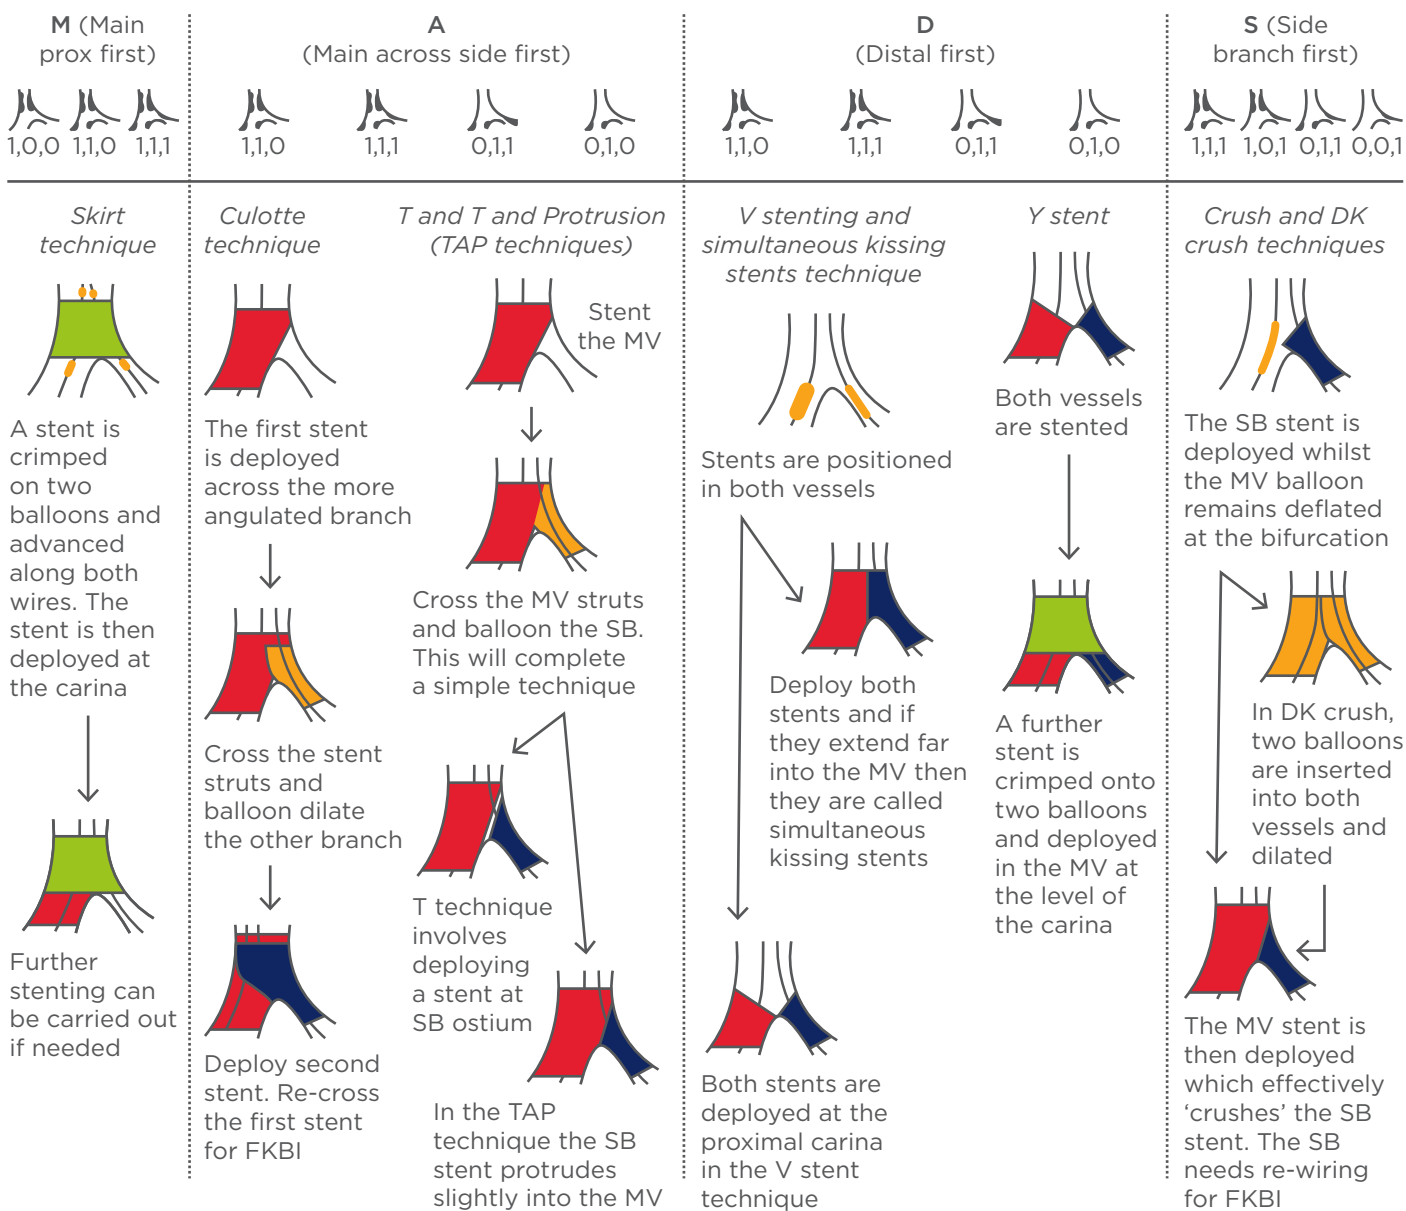 M (Main
prox first)
1,0,0 1,1,0 1,1,1
A
(Main across side first)
1,1,0 1,1,1 0,1,1 0,1,0
D
(Distal first)
1,1,0 1,1,1 0,1,1 0,1,0
S (Side
branch first)
1,1,1 1,0,1 0,1,1 0,0,1
Skirt
technique
A stent is
crimped
on two
balloons and
advanced
along both
wires. The
stent is then
deployed at
the carina
Further
stenting can
be carried out
if needed
Culotte
technique
The first stent
is deployed
across the more
angulated branch
Cross the stent
struts and
balloon dilate
the other branch
Deploy second
stent. Re-cross
the first stent
for FKBI
T and T and Protrusion
(TAP techniques)
Stent
the MV
Cross the MV struts
and balloon the SB.
This will complete
a simple technique
T technique
involves
deploying
a stent at
SB ostium
In the TAP
technique the SB
stent protrudes
slightly into the MV
V stenting and
simultaneous kissing
stents technique
Stents are positioned
in both vessels
Deploy both
stents and if
they extend far
into the MV then
they are called
simultaneous
kissing stents
Both stents are
deployed at the
proximal carina
in the V stent
technique
Y stent
Both vessels
are stented
A further
stent is
crimped onto
two balloons
and deployed
in the MV at
the level of
the carina
Crush and DK
crush techniques
The SB stent is
deployed whilst
the MV balloon
remains deflated
at the bifurcation
In DK crush,
two balloons
are inserted
into both
vessels and
dilated
The MV stent is
then deployed
which effectively
‘crushes’ the SB
stent. The SB
needs re-wiring
for FKBI